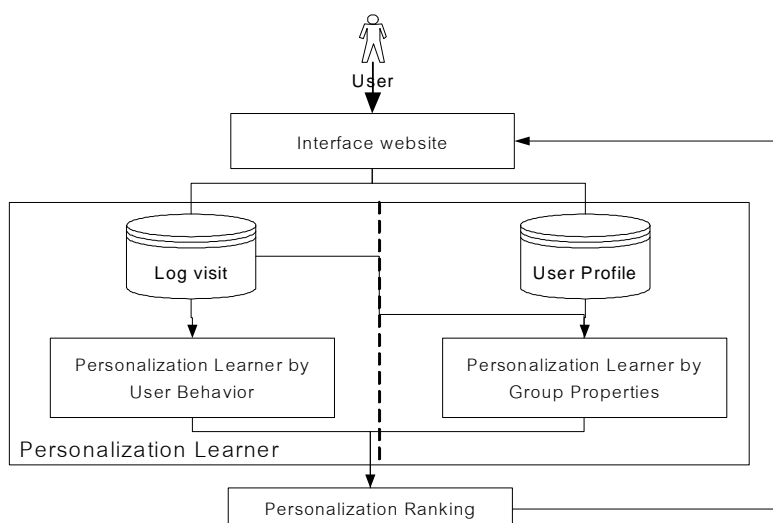 User
Interface website
Log visit
User Profile
Personalization Learner by
User Behavior
Personalization Learner by
Group Properties
Personalization Learner
Personalization Ranking